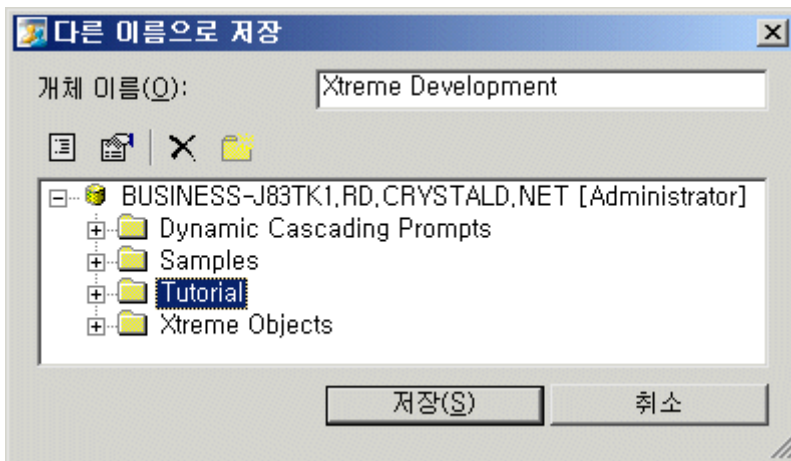 다른 이름으로 저장
개체 이름(O): Xtreme Development
BUSINESS-J83TK1,RD,CRYSTALD,NET [Administrator]
Dynamic Cascading Prompts
Samples
Tutorial
Xtreme Objects
저장(S) 취소